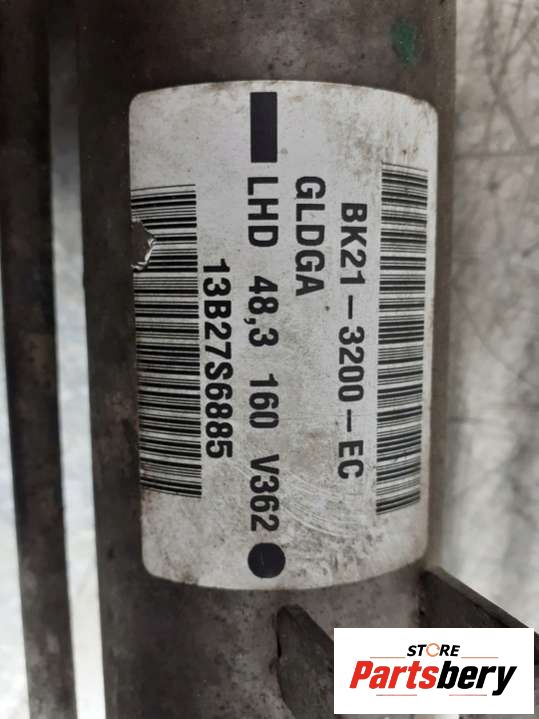 BK21-3200-EC
GLDGA
LHD 48,3 160 V362
13B27S6885
STORE
Partsbery